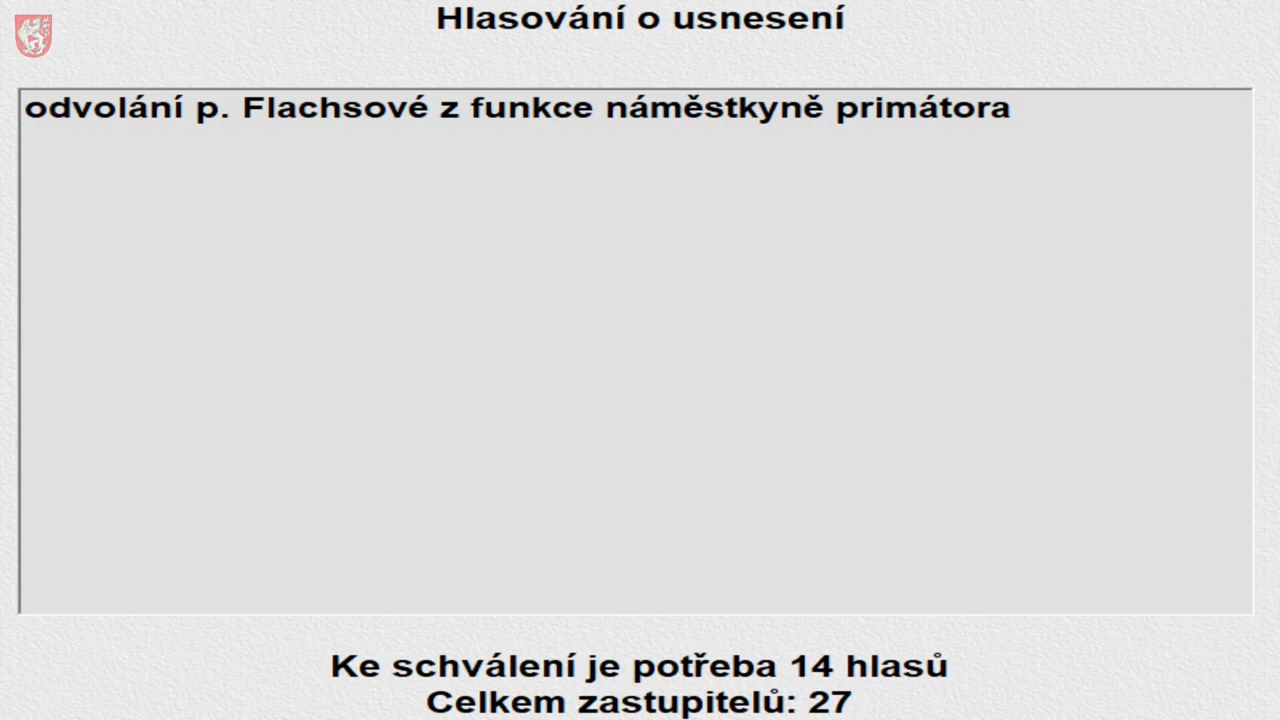 Hlasování o usnesení
odvolání p. Flachsové z funkce náměstkyně primátora
Ke schválení je potřeba 14 hlasů
Celkem zastupitelů: 27